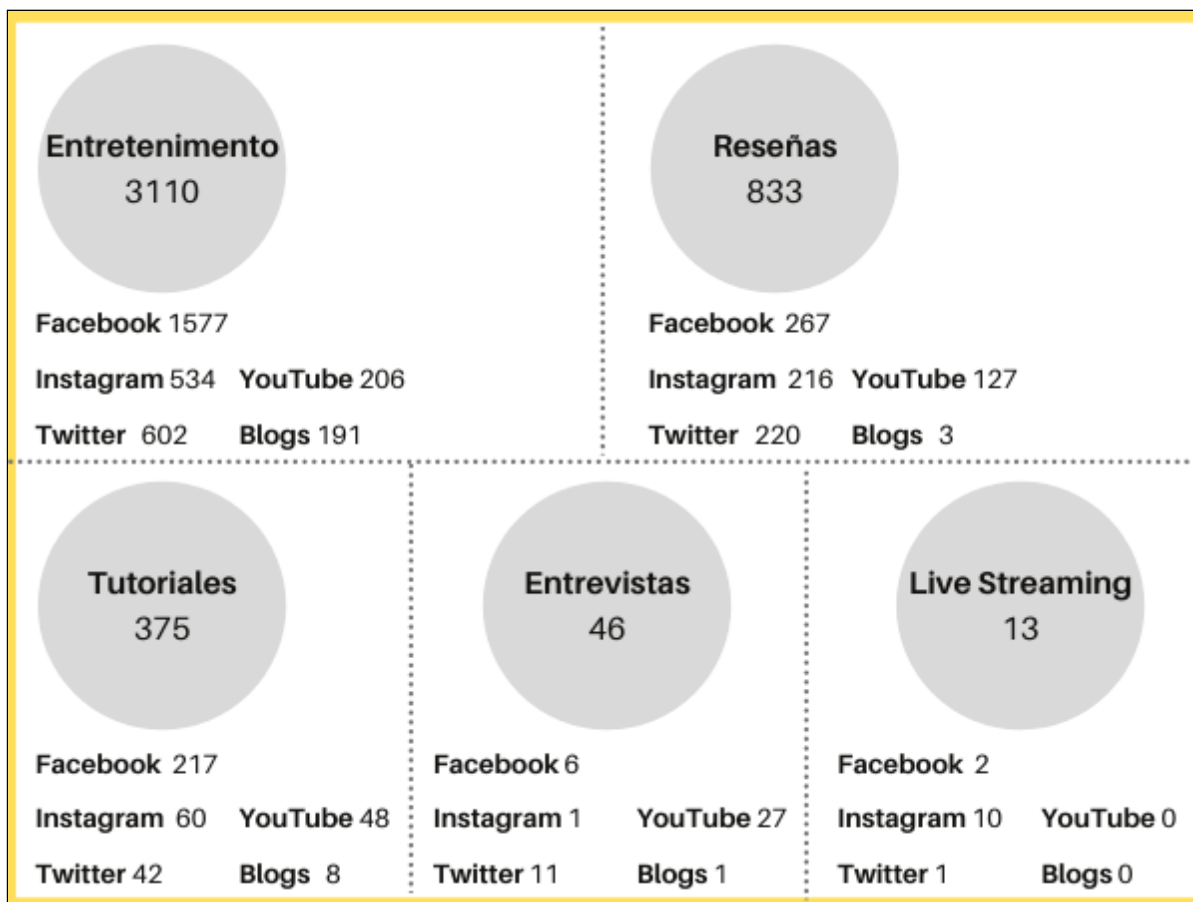 Entretenimento
3110
Facebook 1577
Instagram 534 YouTube 206
Twitter 602 Blogs 191
Reseñas
833
Facebook 267
Instagram 216 YouTube 127
Twitter 220 Blogs 3
Tutoriales
375
Facebook 217
Instagram 60 YouTube 48
Twitter 42 Blogs 8
Entrevistas
46
Facebook 6
Instagram 1 YouTube 27
Twitter 11 Blogs 1
Live Streaming
13
Facebook 2
Instagram 10 YouTube 0
Twitter 1 Blogs 0